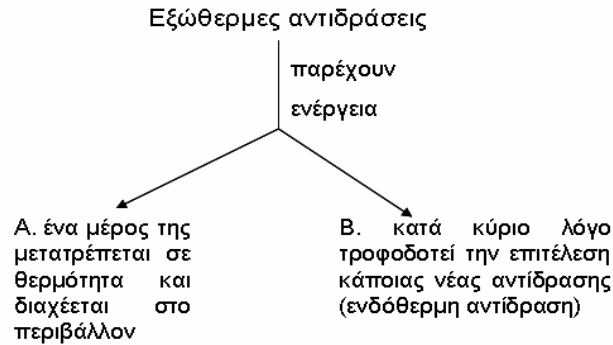 Εξώθερμες αντιδράσεις
παρέχουν
ενέργεια
Α. ένα μέρος της
μετατρέπεται σε
θερμότητα και
διαχέεται στο
περιβάλλον
Β. κατά κύριο λόγο
τροφοδοτεί την επιτέλεση
κάποιας νέας αντίδρασης
(ενδόθερμη αντίδραση)